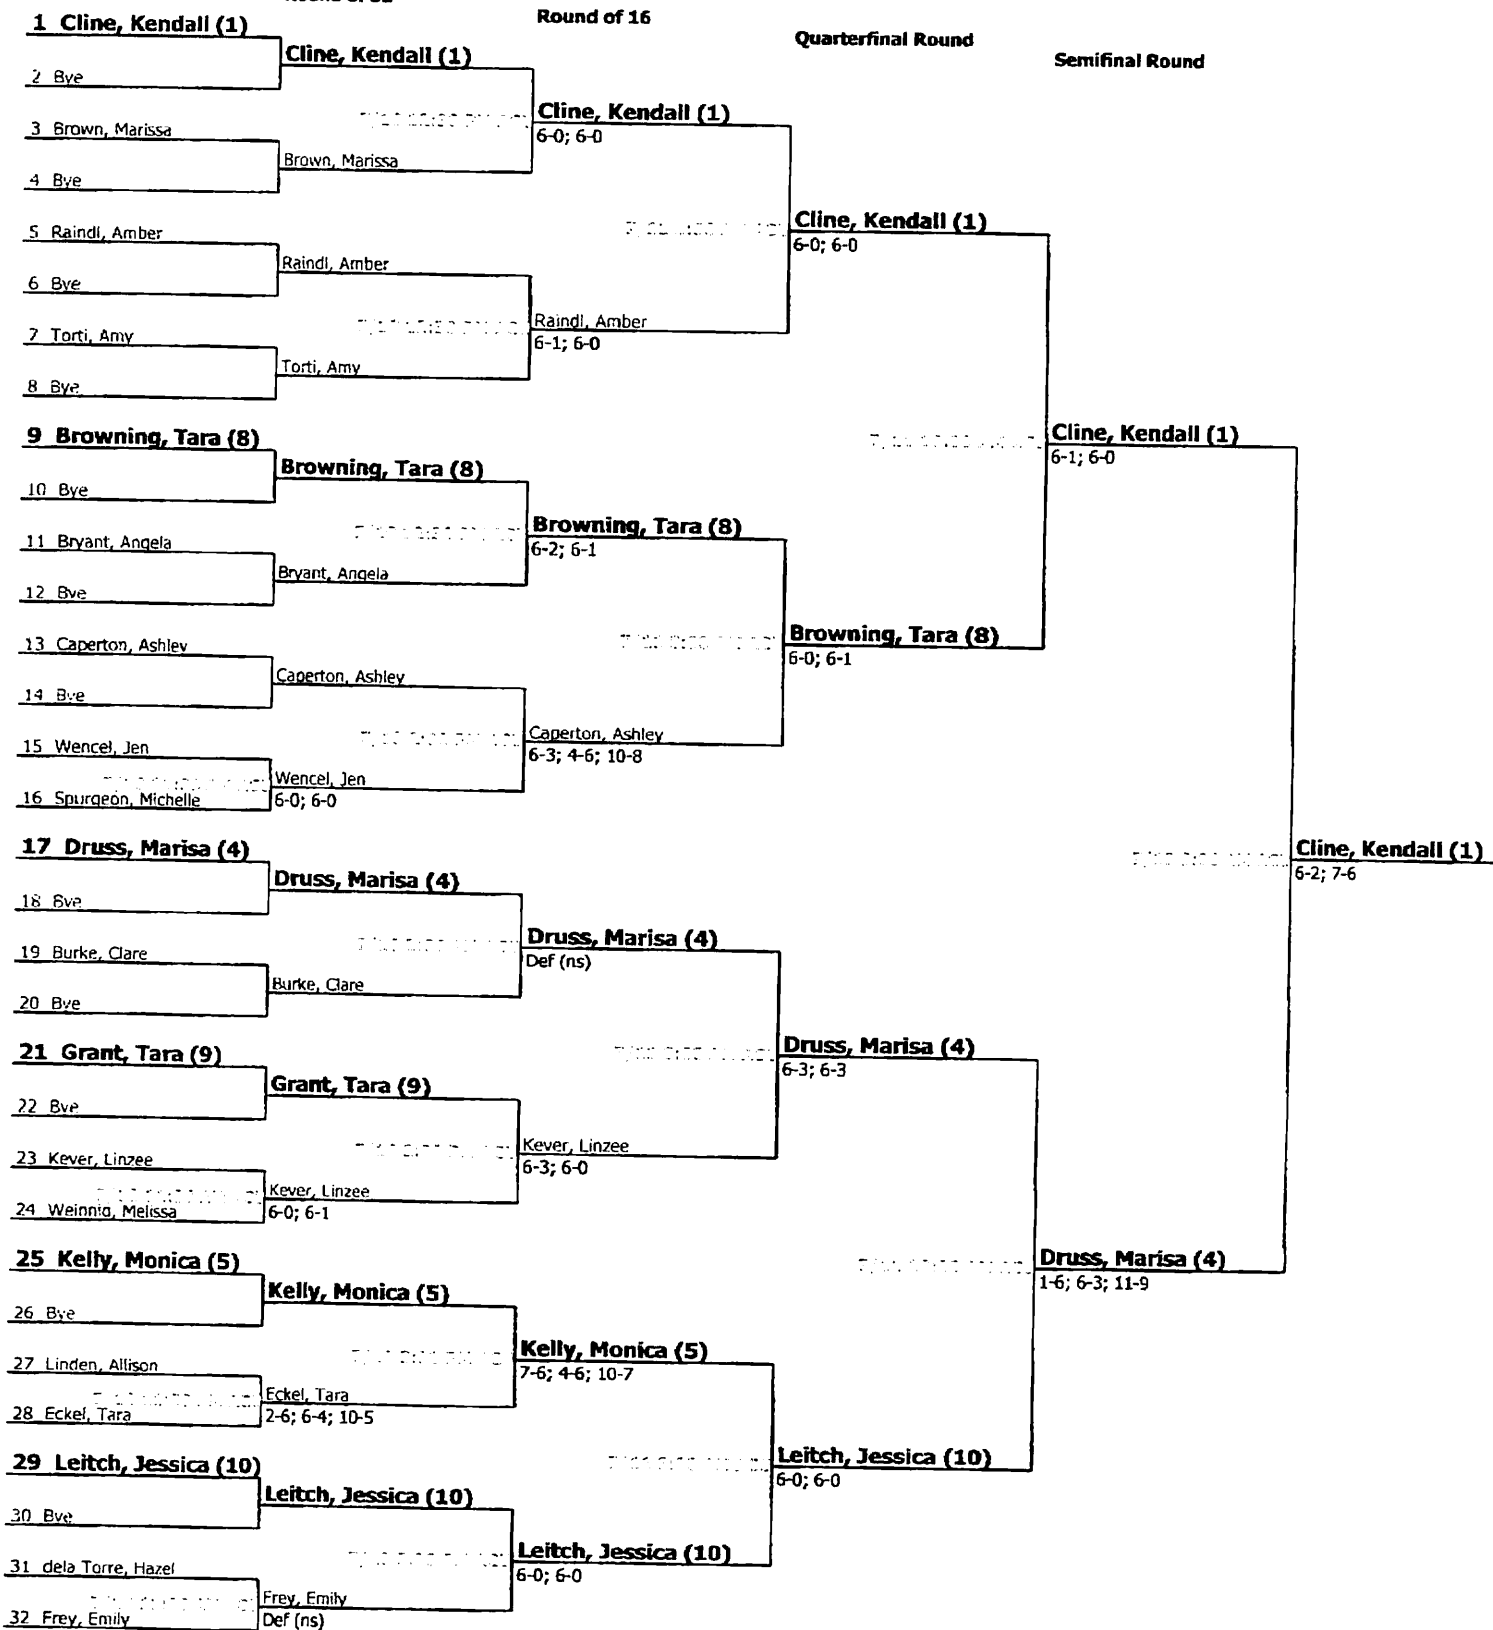 Round of 16
Quarterfinal Round
Semifinal Round
1 Cline, Kendall (1)
2 Bye
3 Brown, Marissa
4 Bye
5 Raindl, Amber
6 Bye
7 Torti, Amy
8 Bye
9 Browning, Tara (8)
10 Bye
11 Bryant, Angela
12 Bye
13 Caperton, Ashley
14 Bye
15 Wencel, Jen
16 Spurgeon, Michelle
17 Druss, Marisa (4)
18 Bye
19 Burke, Clare
20 Bye
21 Grant, Tara (9)
22 Bye
23 Kever, Linzee
24 Weinnig, Melissa
25 Kelly, Monica (5)
26 Bye
27 Linden, Allison
28 Eckel, Tara
29 Leitch, Jessica (10)
30 Bye
31 dela Torre, Hazel
32 Frey, Emily
Cline, Kendall (1)
Brown, Marissa
Raindl, Amber
Torti, Amy
Browning, Tara (8)
Bryant, Angela
Caperton, Ashley
Wencel, Jen
6-0; 6-0
Druss, Marisa (4)
Burke, Clare
Grant, Tara (9)
Kever, Linzee
6-0; 6-1
Kelly, Monica (5)
Eckel, Tara
2-6; 6-4; 10-5
Leitch, Jessica (10)
Frey, Emily
Def (ns)
Cline, Kendall (1)
6-0; 6-0
Raindl, Amber
6-1; 6-0
Browning, Tara (8)
6-2; 6-1
Caperton, Ashley
6-3; 4-6; 10-8
Druss, Marisa (4)
Def (ns)
Kever, Linzee
6-3; 6-0
Kelly, Monica (5)
7-6; 4-6; 10-7
Leitch, Jessica (10)
6-0; 6-0
Cline, Kendall (1)
6-0; 6-0
Browning, Tara (8)
6-0; 6-1
Druss, Marisa (4)
6-3; 6-3
Leitch, Jessica (10)
6-0; 6-0
Cline, Kendall (1)
6-1; 6-0
Druss, Marisa (4)
1-6; 6-3; 11-9
Cline, Kendall (1)
6-2; 7-6